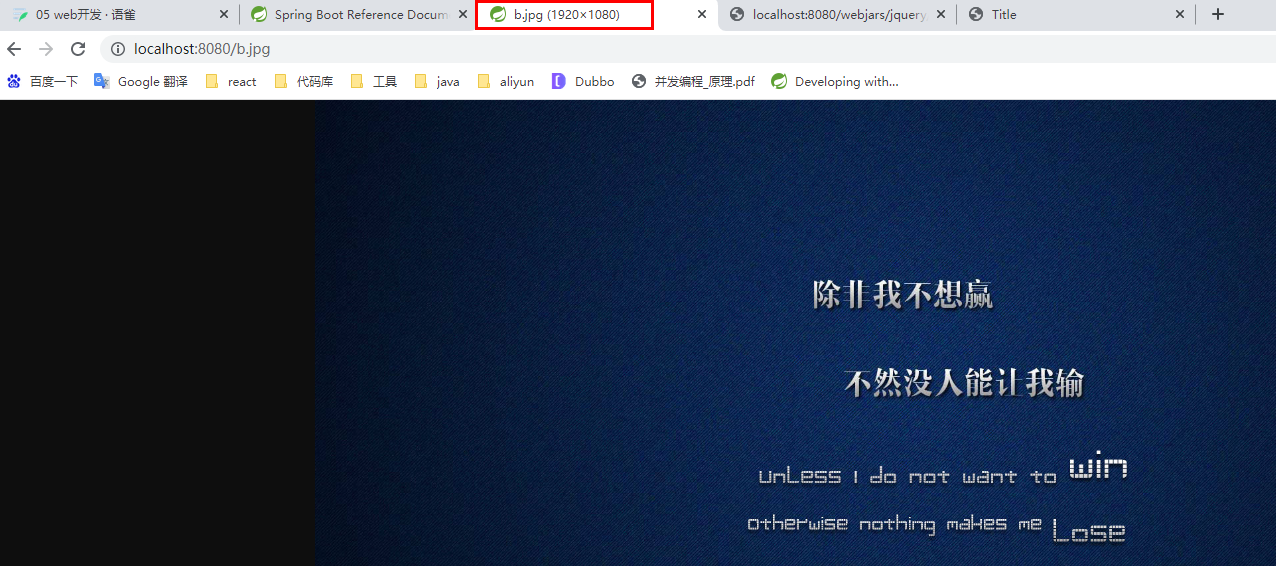 05 web开发 · 语雀
Spring Boot Reference Docum
b.jpg (1920×1080)
localhost:8080/webjars/jquery
Title
localhost:8080/b.jpg
百度一下
Google 翻译
react
代码库
工具
java
aliyun
Dubbo
并发编程_原理.pdf
Developing with...
除非我不想赢
不然没人能让我输
unless I do not want to win
otherwise nothing makes me Lose